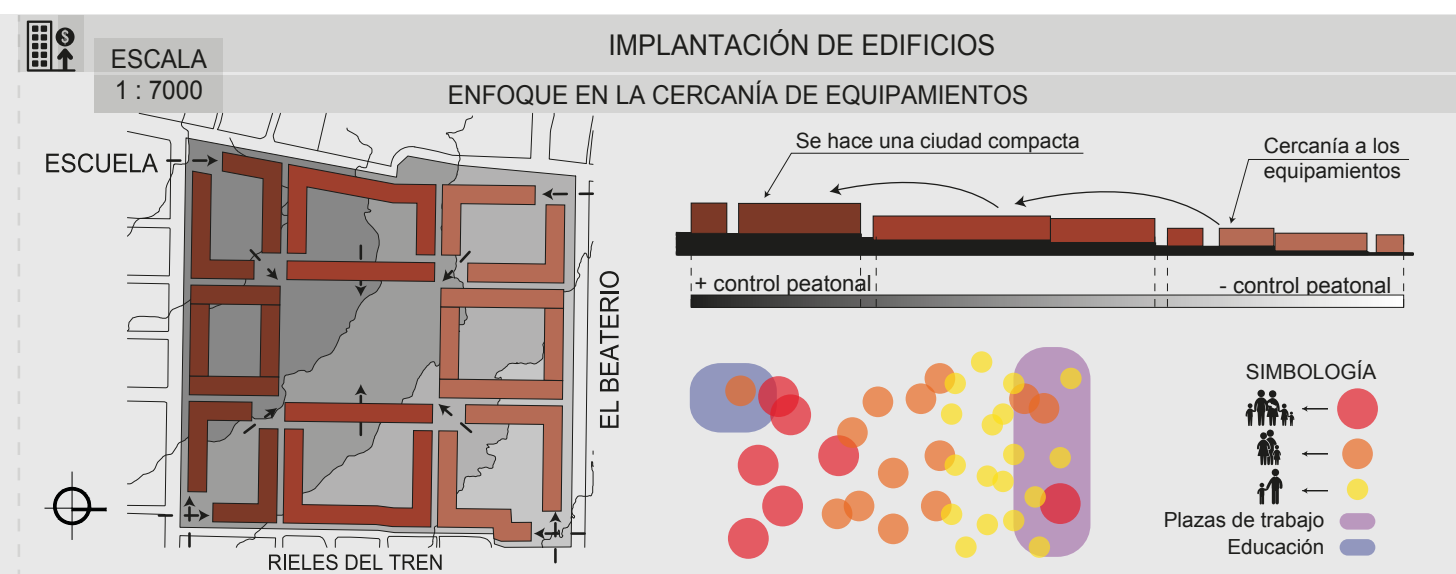 IMPLANTACIÓN DE EDIFICIOS
ESCALA
1 : 7000
ENFOQUE EN LA CERCANÍA DE EQUIPAMIENTOS
$
ESCUELA
EL BEATERIO
RIELES DEL TREN
Se hace una ciudad compacta
Cercanía a los
equipamientos
+ control peatonal
- control peatonal
SIMBOLOGÍA
Plazas de trabajo
Educación